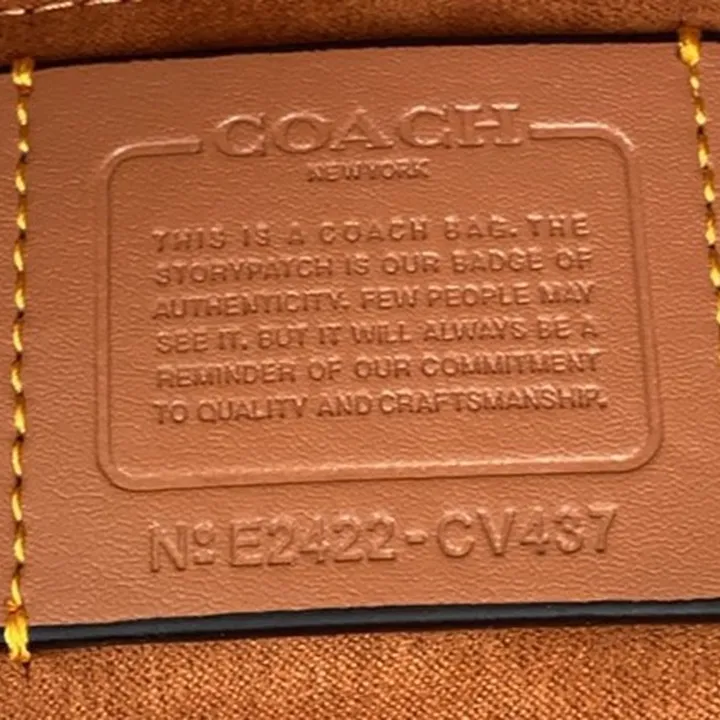 COACH
NEW YORK
THIS IS A COACH BAG. THE
STORYPATCH IS OUR BADGE OF
AUTHENTICITY. FEW PEOPLE MAY
SEE IT. BUT IT WILL ALWAYS BE A
REMINDER OF OUR COMMITMENT
TO QUALITY AND CRAFTSMANSHIP.
Nº E2422-CV437